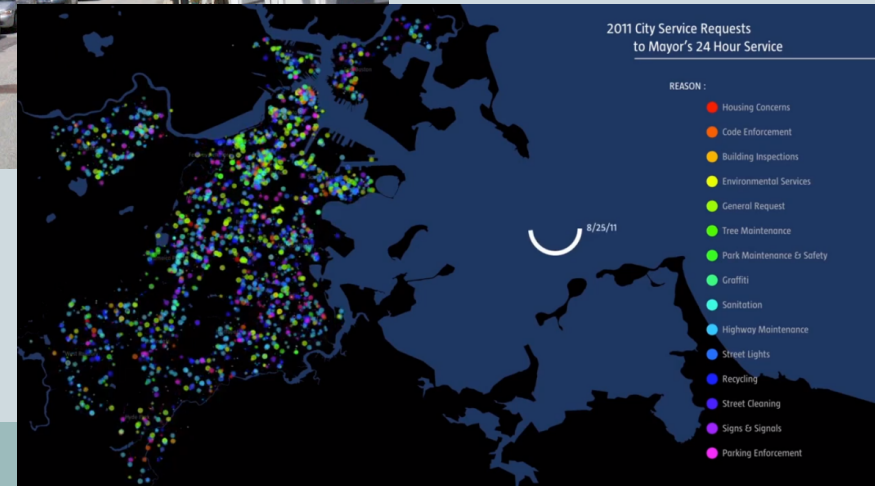 2011 City Service Requests
to Mayor's 24 Hour Service
REASON :
Housing Concerns
Code Enforcement
Building Inspections
Environmental Services
General Request
Tree Maintenance
Park Maintenance & Safety
Graffiti
Sanitation
Highway Maintenance
Street Lights
Recycling
Street Cleaning
Signs & Signals
Parking Enforcement
8/25/11